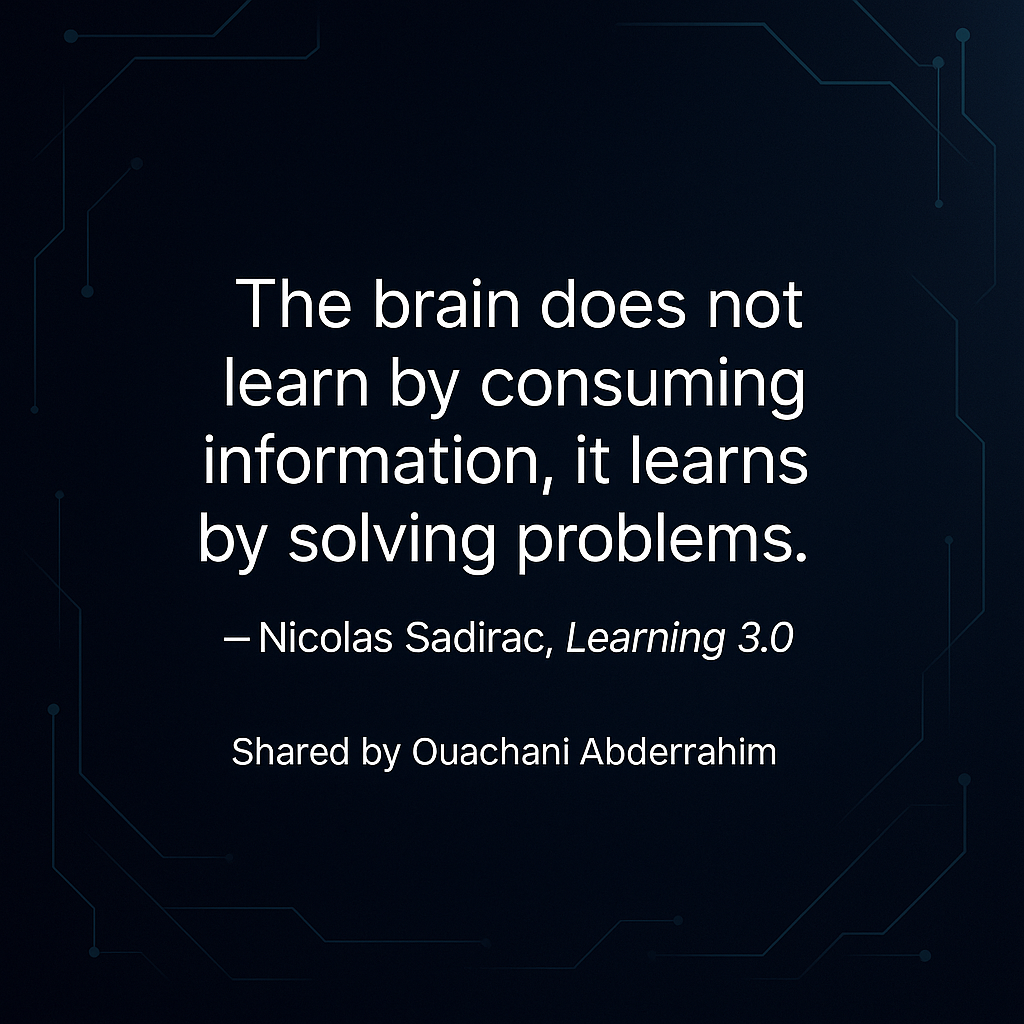 The brain does not
learn by consuming
information, it learns
by solving problems.
– Nicolas Sadirac, Learning 3.0
Shared by Ouachani Abderrahim